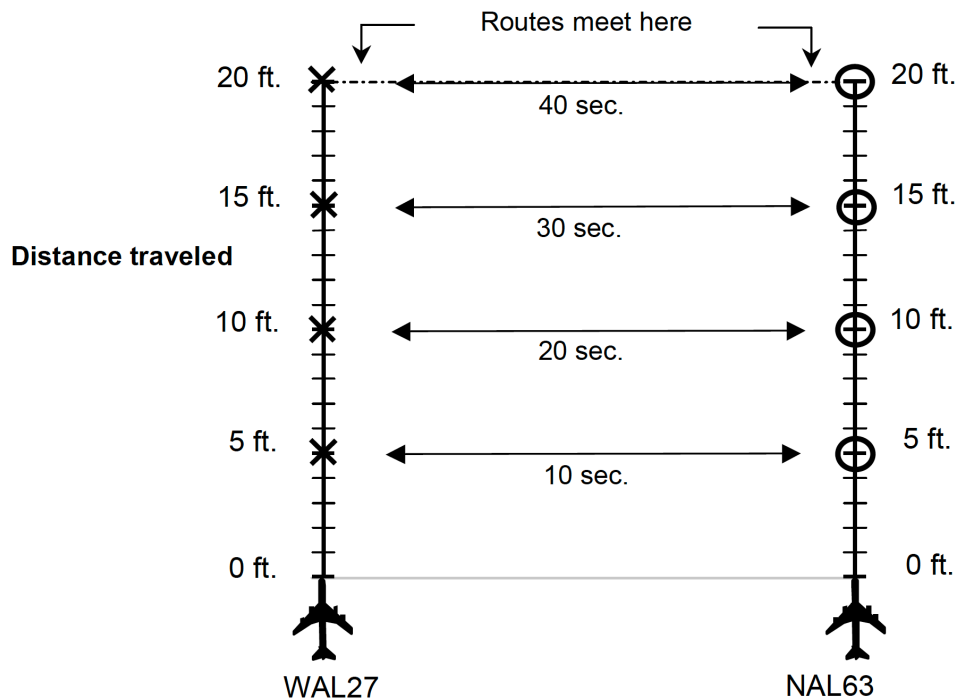 Routes meet here
20 ft. 20 ft.
40 sec.
15 ft. 15 ft.
30 sec.
Distance traveled
10 ft. 10 ft.
20 sec.
5 ft. 5 ft.
10 sec.
0 ft. 0 ft.
WAL27 NAL63